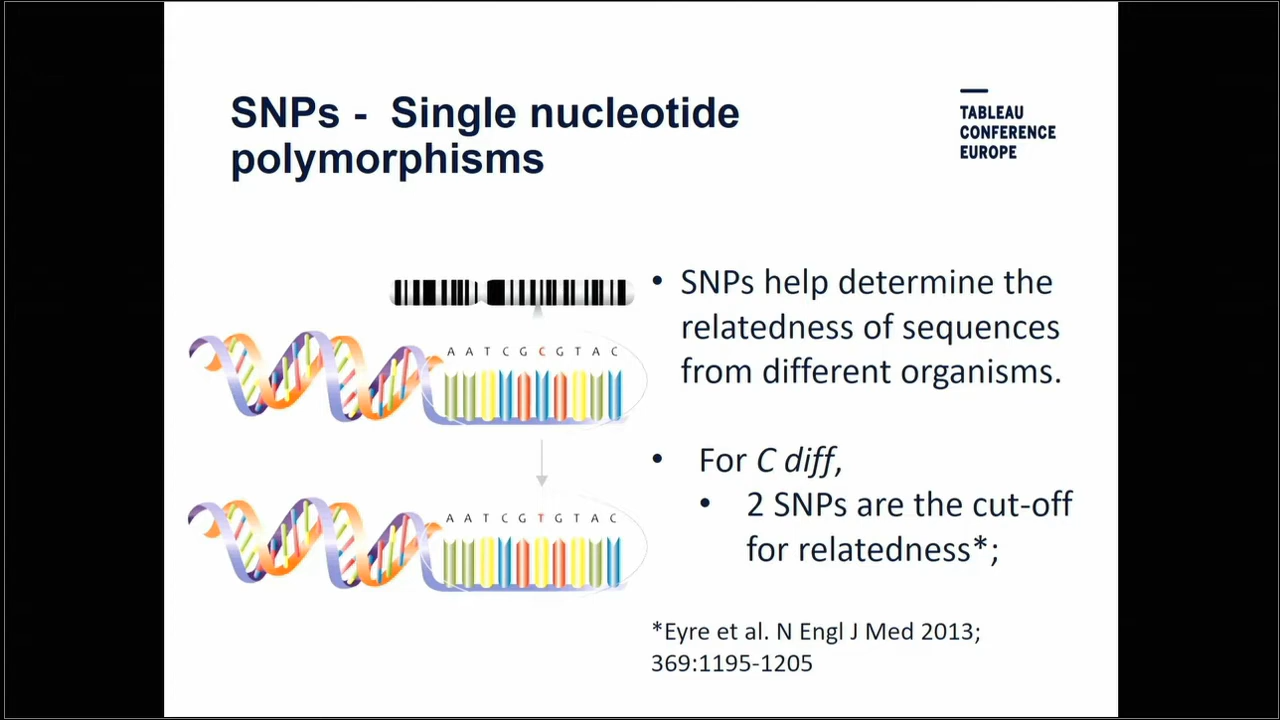 SNPs - Single nucleotide
polymorphisms
TABLEAU
CONFERENCE
EUROPE
A A T C G C G T A C
A A T C G T G T A C
• SNPs help determine the
relatedness of sequences
from different organisms.
• For C diff,
• 2 SNPs are the cut-off
for relatedness*;
*Eyre et al. N Engl J Med 2013;
369:1195-1205